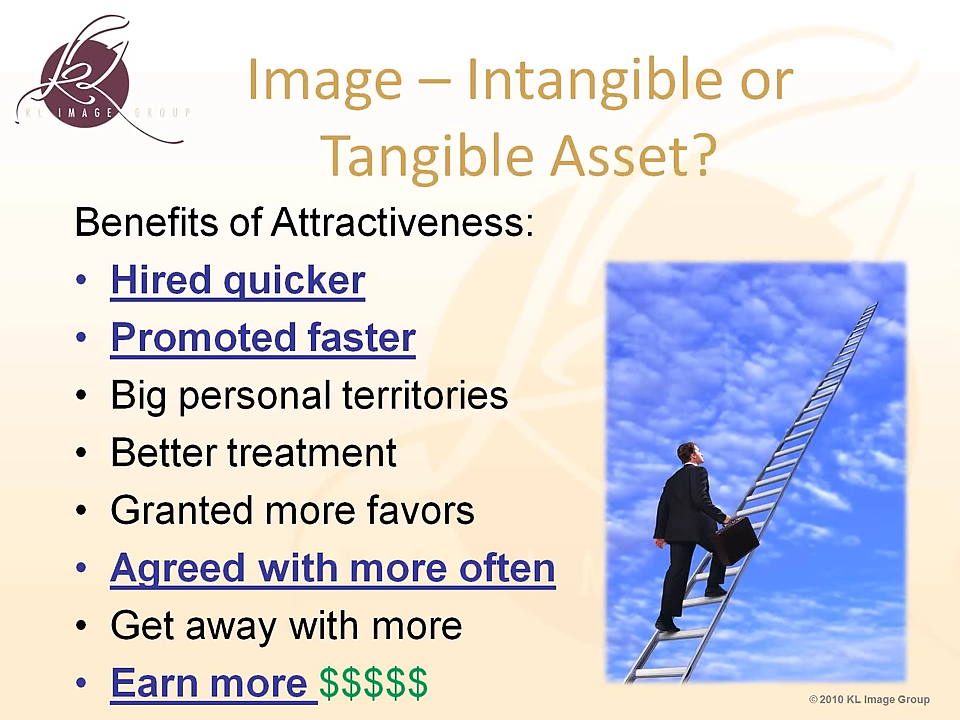 KL IMAGE GROUP
Image – Intangible or
Tangible Asset?
Benefits of Attractiveness:
• Hired quicker
• Promoted faster
• Big personal territories
• Better treatment
• Granted more favors
• Agreed with more often
• Get away with more
• Earn more $$$$$
© 2010 KL Image Group